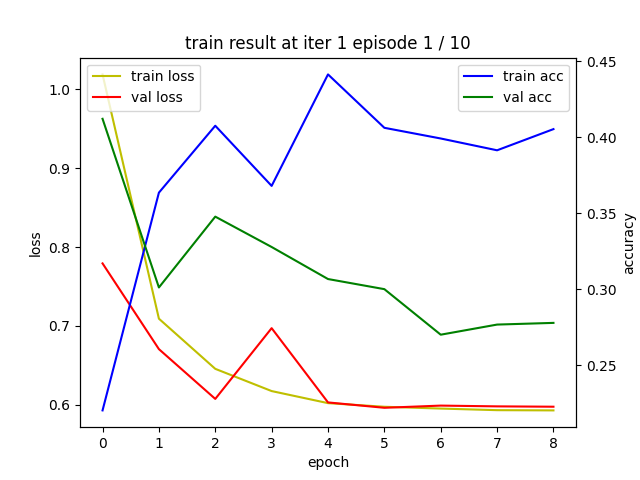 train result at iter 1 episode 1 / 10
train loss
val loss
train acc
val acc
1.0
0.9
0.8
0.7
0.6
loss
0.45
0.40
0.35
0.30
0.25
accuracy
0 1 2 3 4 5 6 7 8
epoch